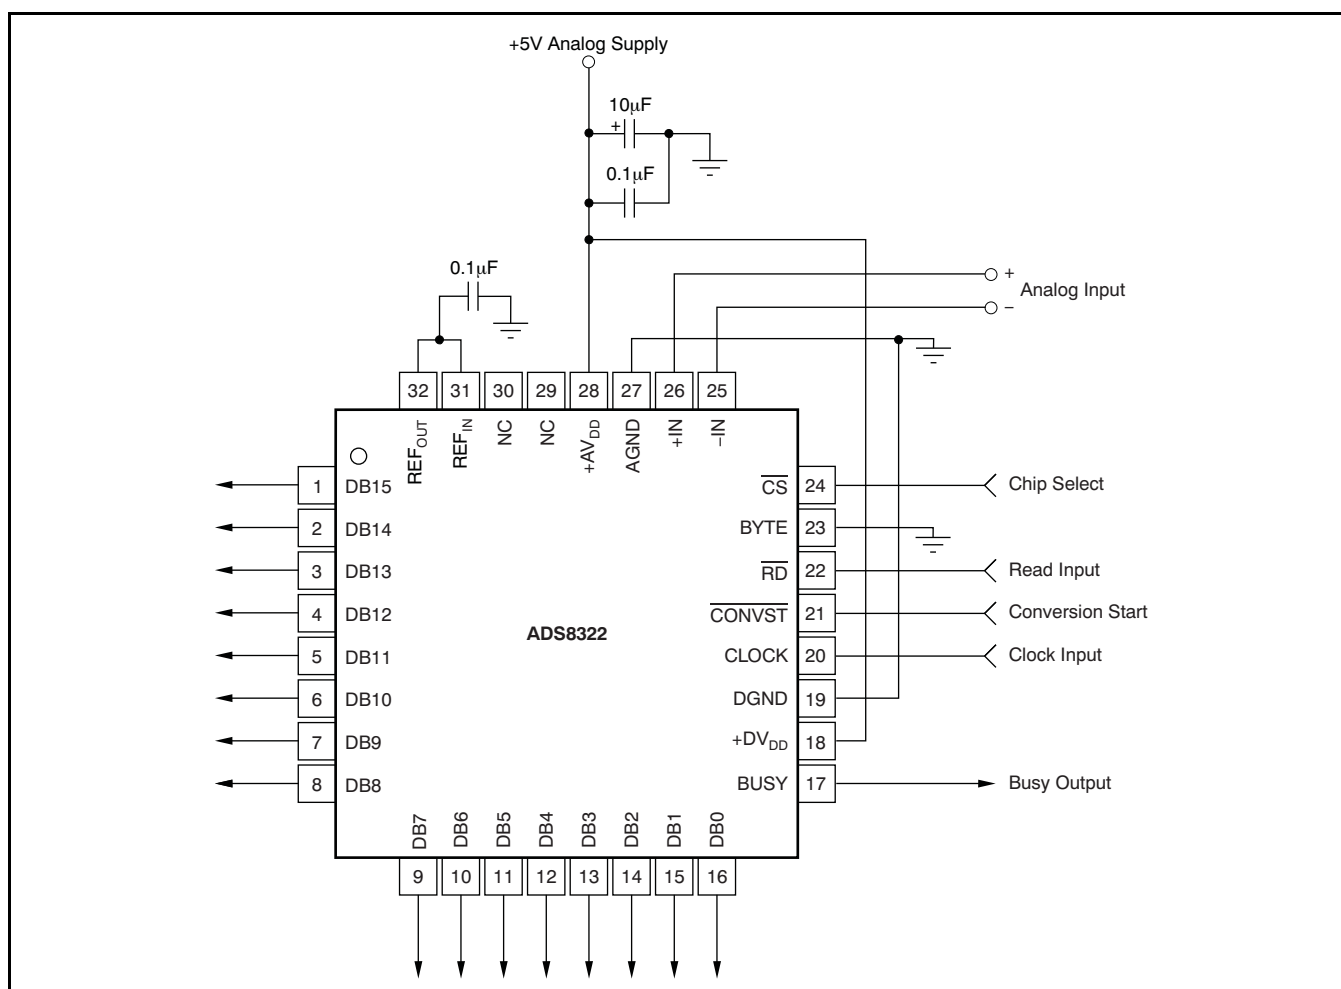 +5V Analog Supply
10µF
+
0.1µF
0.1µF
+
Analog Input
–
32 31 30 29 28 27 26 25
REFOUT REFIN NC NC +AVDD AGND +IN –IN
1 DB15
2 DB14
3 DB13
4 DB12
5 DB11
6 DB10
7 DB9
8 DB8
ADS8322
CS 24 Chip Select
BYTE 23
RD 22 Read Input
CONVST 21 Conversion Start
CLOCK 20 Clock Input
DGND 19
+DVDD 18
BUSY 17 Busy Output
DB7 DB6 DB5 DB4 DB3 DB2 DB1 DB0
9 10 11 12 13 14 15 16